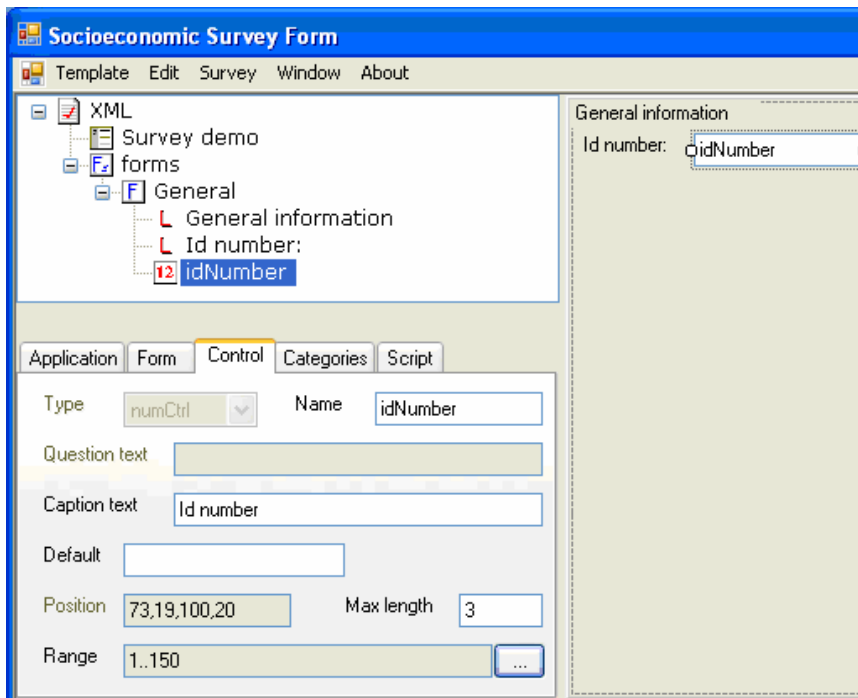 Socioeconomic Survey Form
Template Edit Survey Window About
XML
Survey demo
forms
General
General information
Id number:
12 idNumber
General information
Id number: idNumber
Application Form Control Categories Script
Type numCtrl Name idNumber
Question text
Caption text Id number
Default
Position 73,19,100,20 Max length 3
Range 1..150 ...